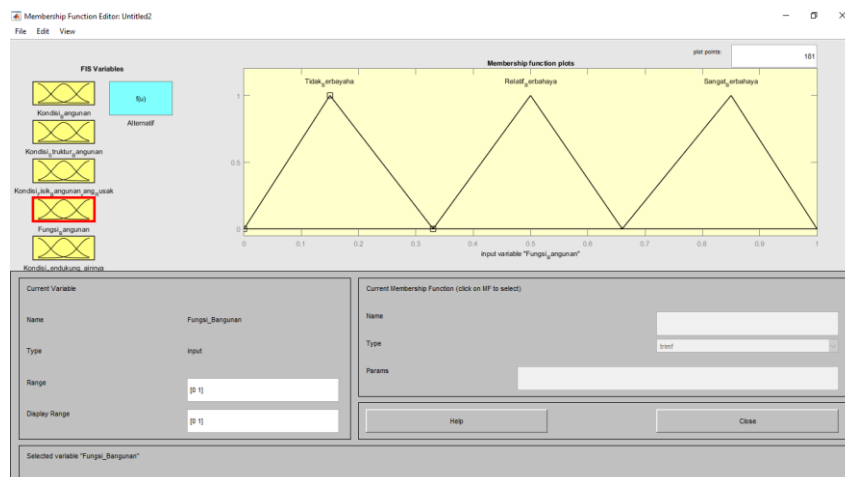 Membership Function Editor: Untitled2
File Edit View
FIS Variables
Kondisi_Bangunan
f(u)
Alternatif
Kondisi_Struktur_Bangunan
Kondisi_Fisik_Bangunan_Yang_Rusak
Fungsi_Bangunan
Kondisi_Pendukung_Lainnya
Membership function plots
plot points:
181
Tidak_Berbayaha
Relatif_Berbahaya
Sangat_Berbahaya
1
0.5
0
0 0.1 0.2 0.3 0.4 0.5 0.6 0.7 0.8 0.9 1
input variable "Fungsi_Bangunan"
Current Variable
Name Fungsi_Bangunan
Type input
Range [0 1]
Display Range [0 1]
Current Membership Function (click on MF to select)
Name
Type trimf
Params
Help Close
Selected variable "Fungsi_Bangunan"